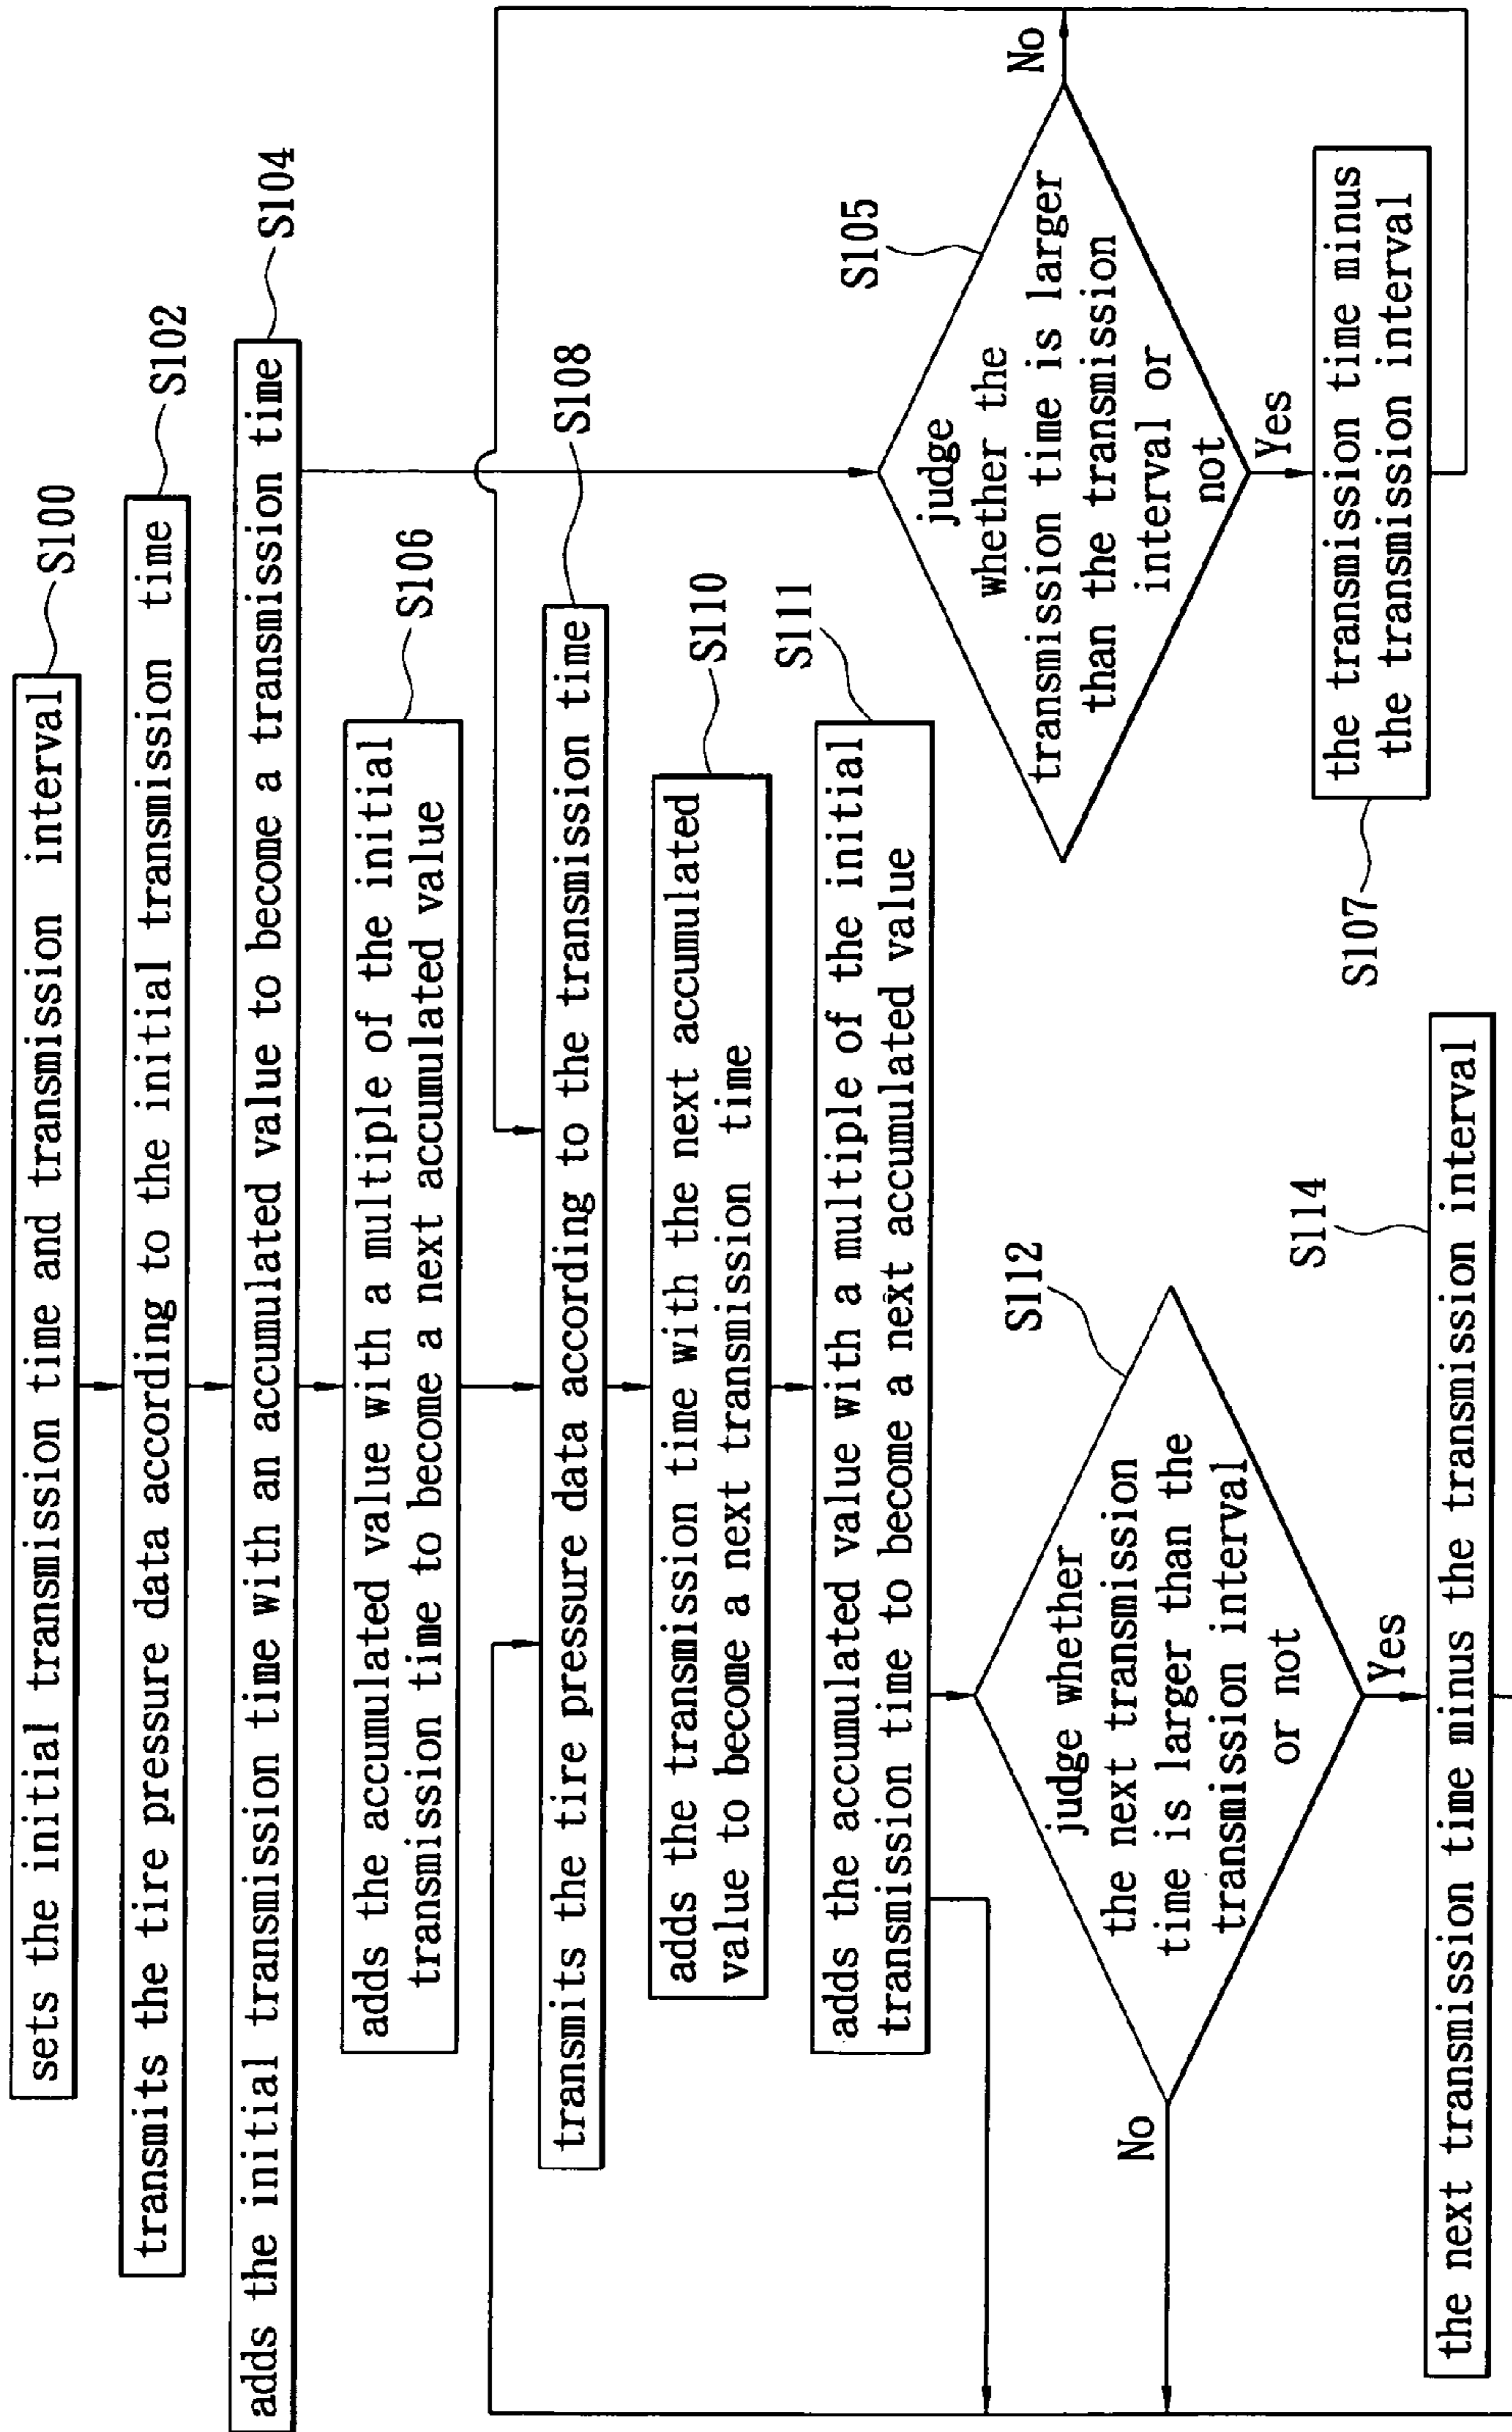 sets the initial transmission time and transmission interval
S100
transmits the tire pressure data according to the initial transmission time
S102
adds the initial transmission time with an accumulated value to become a transmission time
S104
adds the accumulated value with a multiple of the initial
transmission time to become a next accumulated value
S106
transmits the tire pressure data according to the transmission time
S108
adds the transmission time with the next accumulated
value to become a next transmission time
S110
adds the accumulated value with a multiple of the initial
transmission time to become a next accumulated value
S111
judge whether
the next transmission
time is larger than the
transmission interval
or not
S112
No
Yes
the next transmission time minus the transmission interval
S114
judge
whether the
transmission time is larger
than the transmission
interval or
not
S105
No
Yes
the transmission time minus
the transmission interval
S107